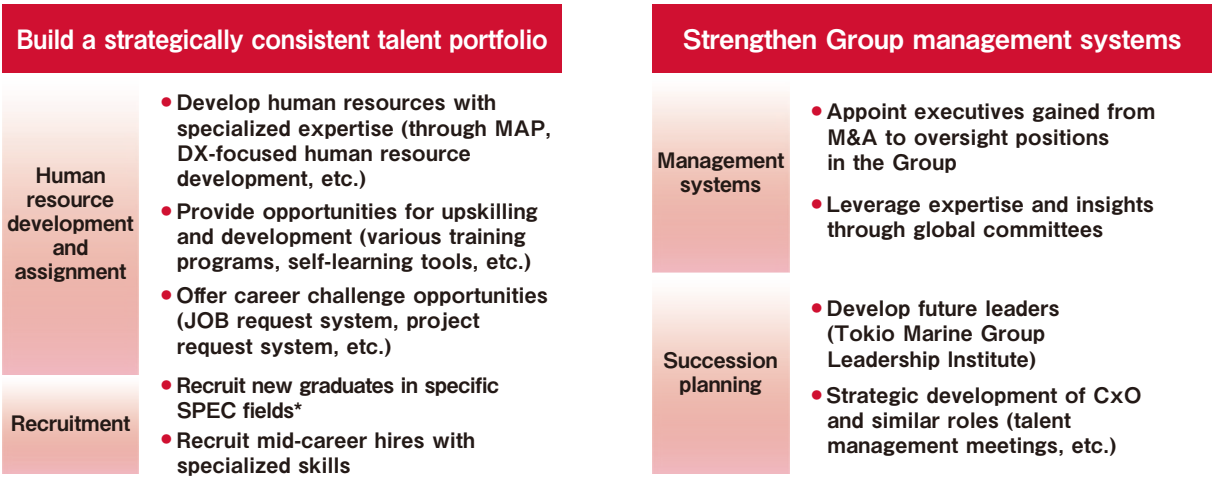 Build a strategically consistent talent portfolio
Human
resource
development
and
assignment
• Develop human resources with
specialized expertise (through MAP,
DX-focused human resource
development, etc.)
• Provide opportunities for upskilling
and development (various training
programs, self-learning tools, etc.)
• Offer career challenge opportunities
(JOB request system, project
request system, etc.)
Recruitment
• Recruit new graduates in specific
SPEC fields*
• Recruit mid-career hires with
specialized skills
Strengthen Group management systems
Management
systems
• Appoint executives gained from
M&A to oversight positions
in the Group
• Leverage expertise and insights
through global committees
Succession
planning
• Develop future leaders
(Tokio Marine Group
Leadership Institute)
• Strategic development of CxO
and similar roles (talent
management meetings, etc.)